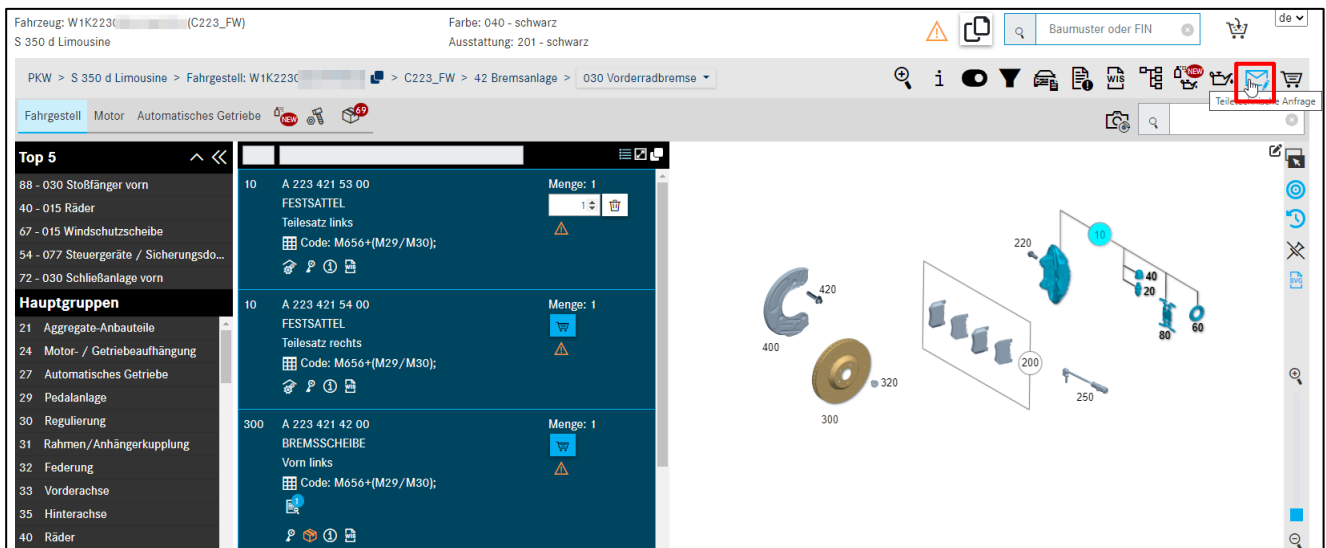 Fahrzeug: W1K223 (C223_FW)
Farbe: 040 - schwarz
S 350 d Limousine
Ausstattung: 201 - schwarz
Baumuster oder FIN
de
PKW > S 350 d Limousine > Fahrgestell: W1K223 > C223_FW > 42 Bremsanlage > 030 Vorderradbremse
i
WIS
NEW
Teiletechnische Anfrage
Fahrgestell Motor Automatisches Getriebe
NEW
69
Top 5
88 - 030 Stoßfänger vorn
40 - 015 Räder
67 - 015 Windschutzscheibe
54 - 077 Steuergeräte / Sicherungsdo...
72 - 030 Schließanlage vorn
Hauptgruppen
21 Aggregate-Anbauteile
24 Motor- / Getriebeaufhängung
27 Automatisches Getriebe
29 Pedalanlage
30 Regulierung
31 Rahmen/Anhängerkupplung
32 Federung
33 Vorderachse
35 Hinterachse
40 Räder
10 A 223 421 53 00 Menge: 1
FESTSATTEL 1
Teilesatz links
Code: M656+(M29/M30);
10 A 223 421 54 00 Menge: 1
FESTSATTEL
Teilesatz rechts
Code: M656+(M29/M30);
300 A 223 421 42 00 Menge: 1
BREMSSCHEIBE
Vorn links
Code: M656+(M29/M30);
1
SVG
10
220
40
20
420
80
60
400
200
320
250
300